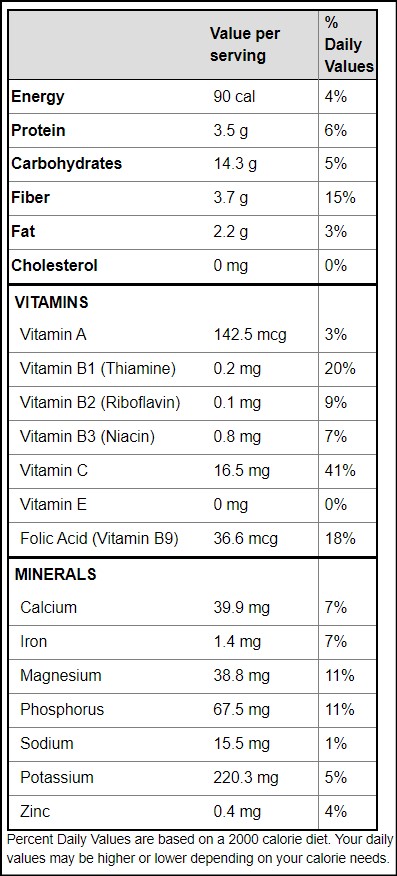 Value per serving % Daily Values
Energy 90 cal 4%
Protein 3.5 g 6%
Carbohydrates 14.3 g 5%
Fiber 3.7 g 15%
Fat 2.2 g 3%
Cholesterol 0 mg 0%
VITAMINS
Vitamin A 142.5 mcg 3%
Vitamin B1 (Thiamine) 0.2 mg 20%
Vitamin B2 (Riboflavin) 0.1 mg 9%
Vitamin B3 (Niacin) 0.8 mg 7%
Vitamin C 16.5 mg 41%
Vitamin E 0 mg 0%
Folic Acid (Vitamin B9) 36.6 mcg 18%
MINERALS
Calcium 39.9 mg 7%
Iron 1.4 mg 7%
Magnesium 38.8 mg 11%
Phosphorus 67.5 mg 11%
Sodium 15.5 mg 1%
Potassium 220.3 mg 5%
Zinc 0.4 mg 4%
Percent Daily Values are based on a 2000 calorie diet. Your daily
values may be higher or lower depending on your calorie needs.